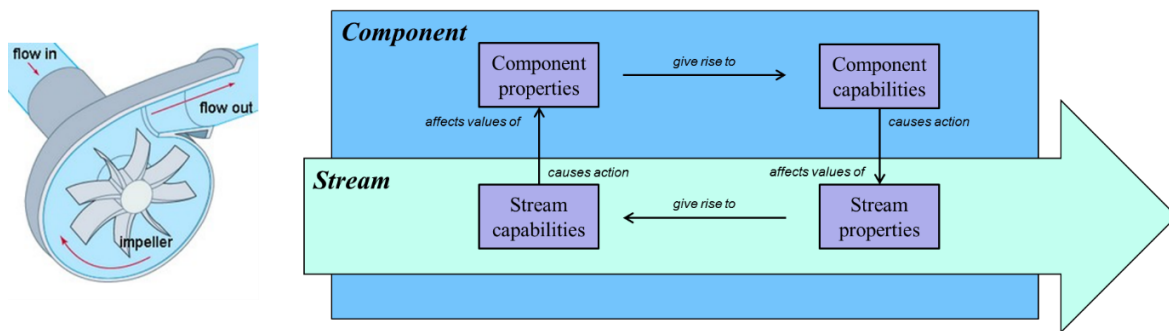 flow in
flow out
impeller
Component
Component
properties
give rise to
Component
capabilities
affects values of
causes action
Stream
causes action
affects values of
Stream
capabilities
give rise to
Stream
properties